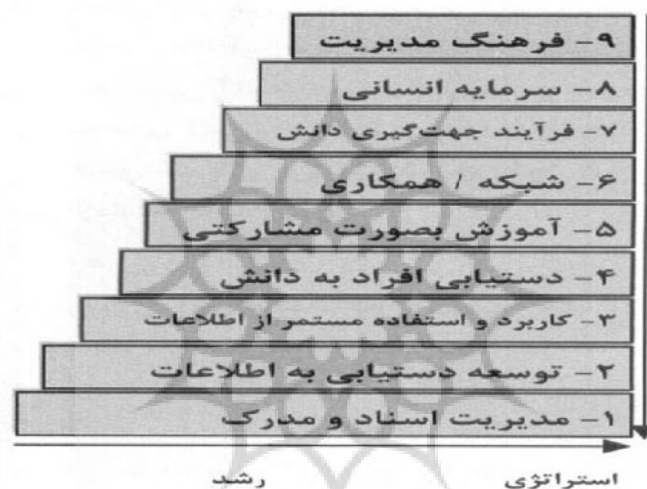 ۹- فرهنگ مدیریت
۸- سرمایه انسانی
۷- فرآیند جهت‌گیری دانش
۶- شبکه / همکاری
۵- آموزش بصورت مشارکتی
۴- دستیابی افراد به دانش
۳- کاربرد و استفاده مستمر از اطلاعات
۲- توسعه دستیابی به اطلاعات
۱- مدیریت اسناد و مدرک
استراتژی رشد